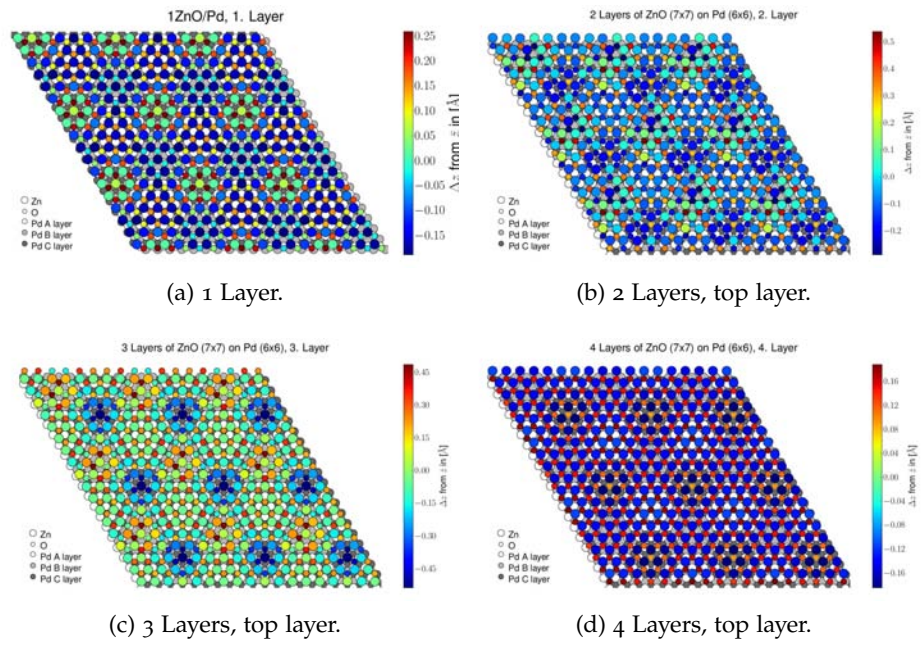 1ZnO/Pd, 1. Layer
0.25
0.20
0.15
0.10
0.05
0.00
−0.05
−0.10
−0.15
Δz from z̄ in [Å]
Zn
O
Pd A layer
Pd B layer
Pd C layer
(a) 1 Layer.
2 Layers of ZnO (7x7) on Pd (6x6), 2. Layer
0.5
0.4
0.3
0.2
0.1
0.0
−0.1
−0.2
Δz from z̄ in [Å]
Zn
O
Pd A layer
Pd B layer
Pd C layer
(b) 2 Layers, top layer.
3 Layers of ZnO (7x7) on Pd (6x6), 3. Layer
0.45
0.30
0.15
0.00
−0.15
−0.30
−0.45
Δz from z̄ in [Å]
Zn
O
Pd A layer
Pd B layer
Pd C layer
(c) 3 Layers, top layer.
4 Layers of ZnO (7x7) on Pd (6x6), 4. Layer
0.16
0.12
0.08
0.04
0.00
−0.04
−0.08
−0.12
−0.16
Δz from z̄ in [Å]
Zn
O
Pd A layer
Pd B layer
Pd C layer
(d) 4 Layers, top layer.